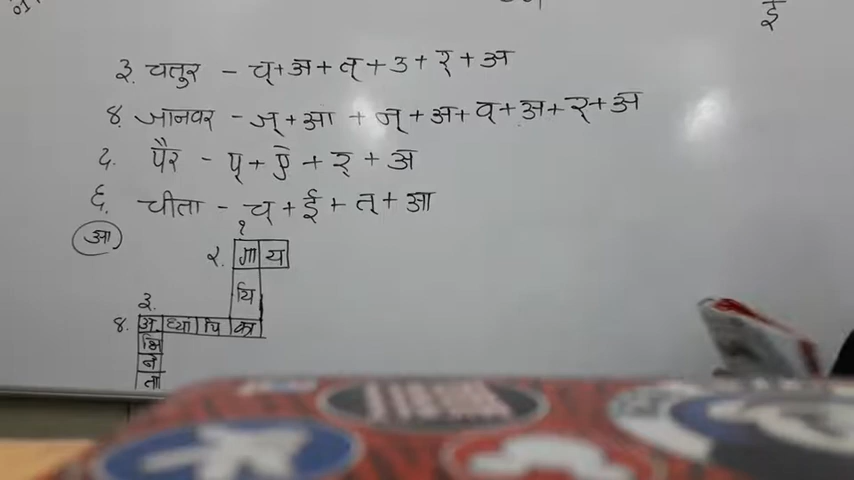 ई
३. चतुर - च्+अ+त्+उ+र्+अ
४. जानवर - ज्+आ+न्+अ+व्+अ+र्+अ
५. पैर - प्+ऐ+र्+अ
६. चीता - च्+ई+त्+आ
आ
१
२. गा य
यि
३.
४. अ ध्या पि का
भि
ने
ता